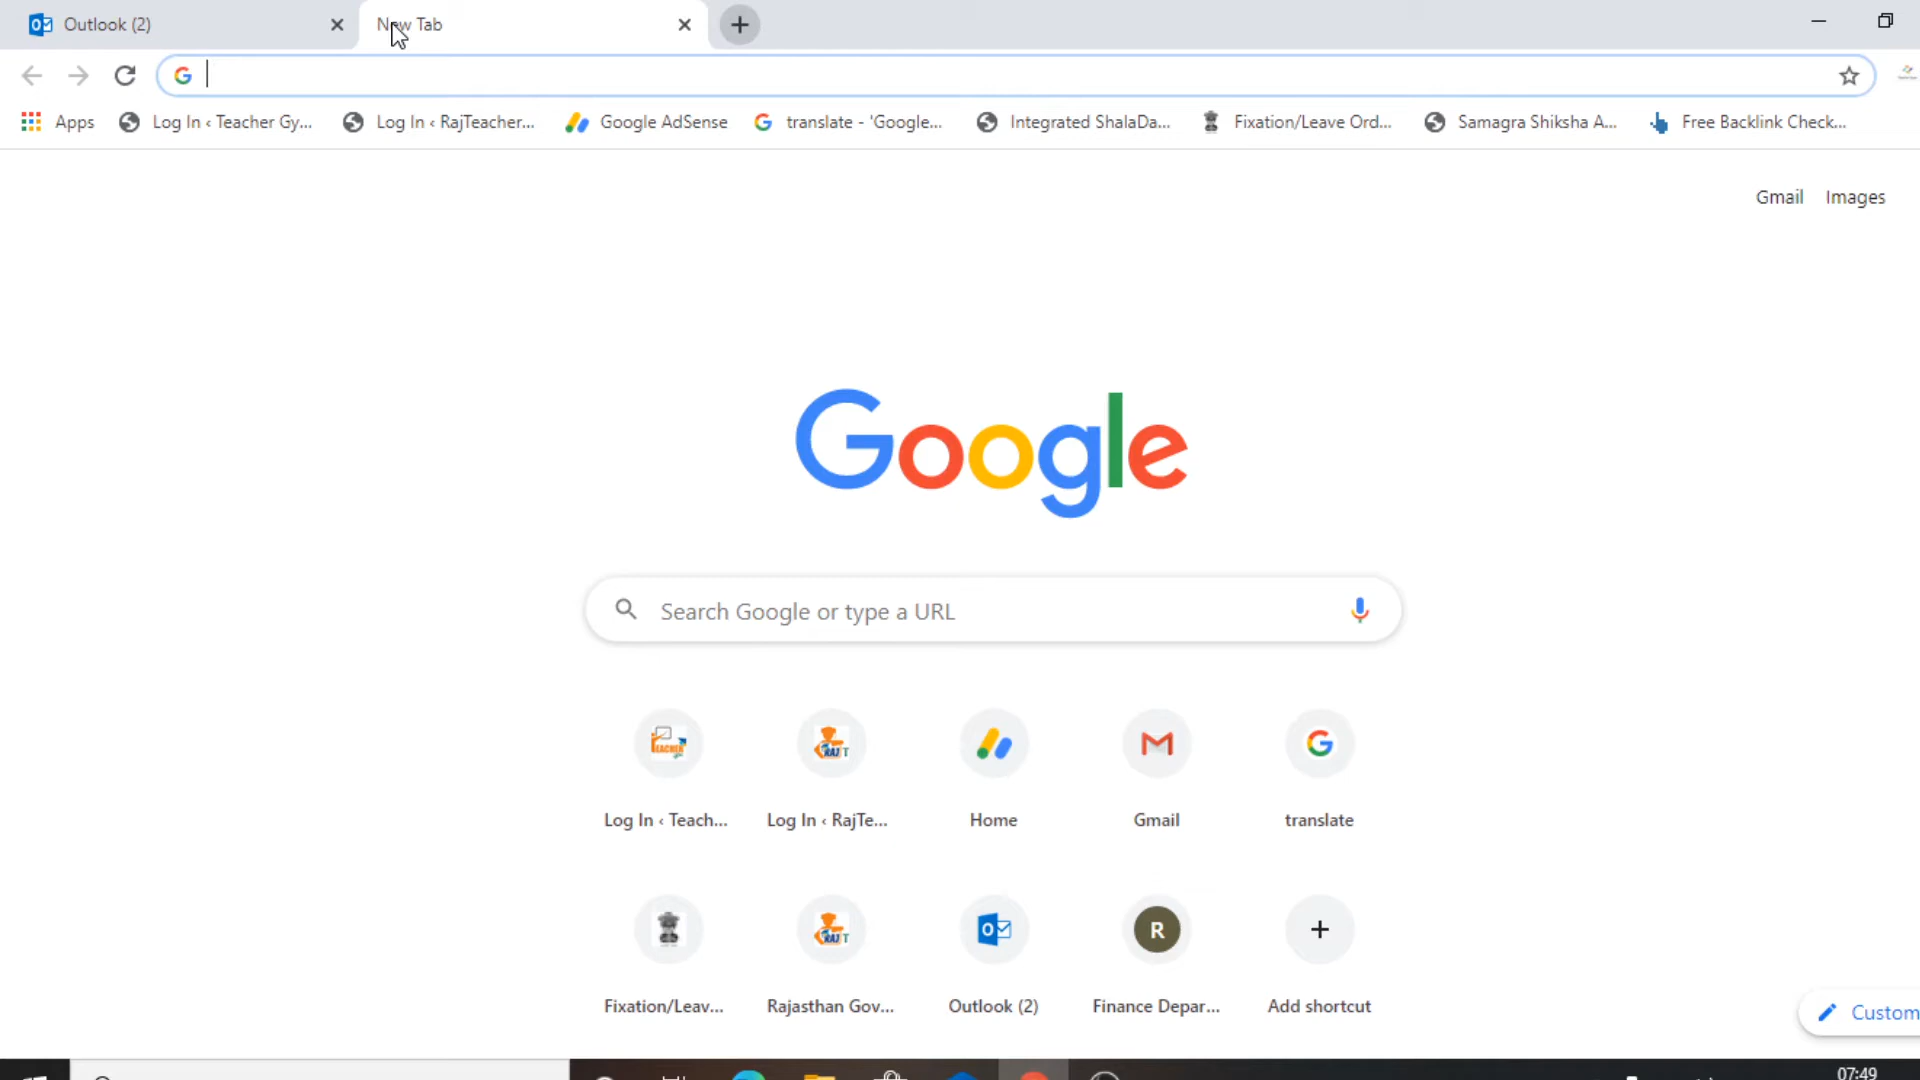 Outlook (2)
New Tab
Apps
Log In ‹ Teacher Gy...
Log In ‹ RajTeacher...
Google AdSense
translate - 'Google...
Integrated ShalaDa...
Fixation/Leave Ord...
Samagra Shiksha A...
Free Backlink Check...
Gmail
Images
Google
Search Google or type a URL
Log In ‹ Teach...
Log In ‹ RajTe...
Home
Gmail
translate
Fixation/Leav...
Rajasthan Gov...
Outlook (2)
R
Finance Depar...
Add shortcut
Custom
07:49